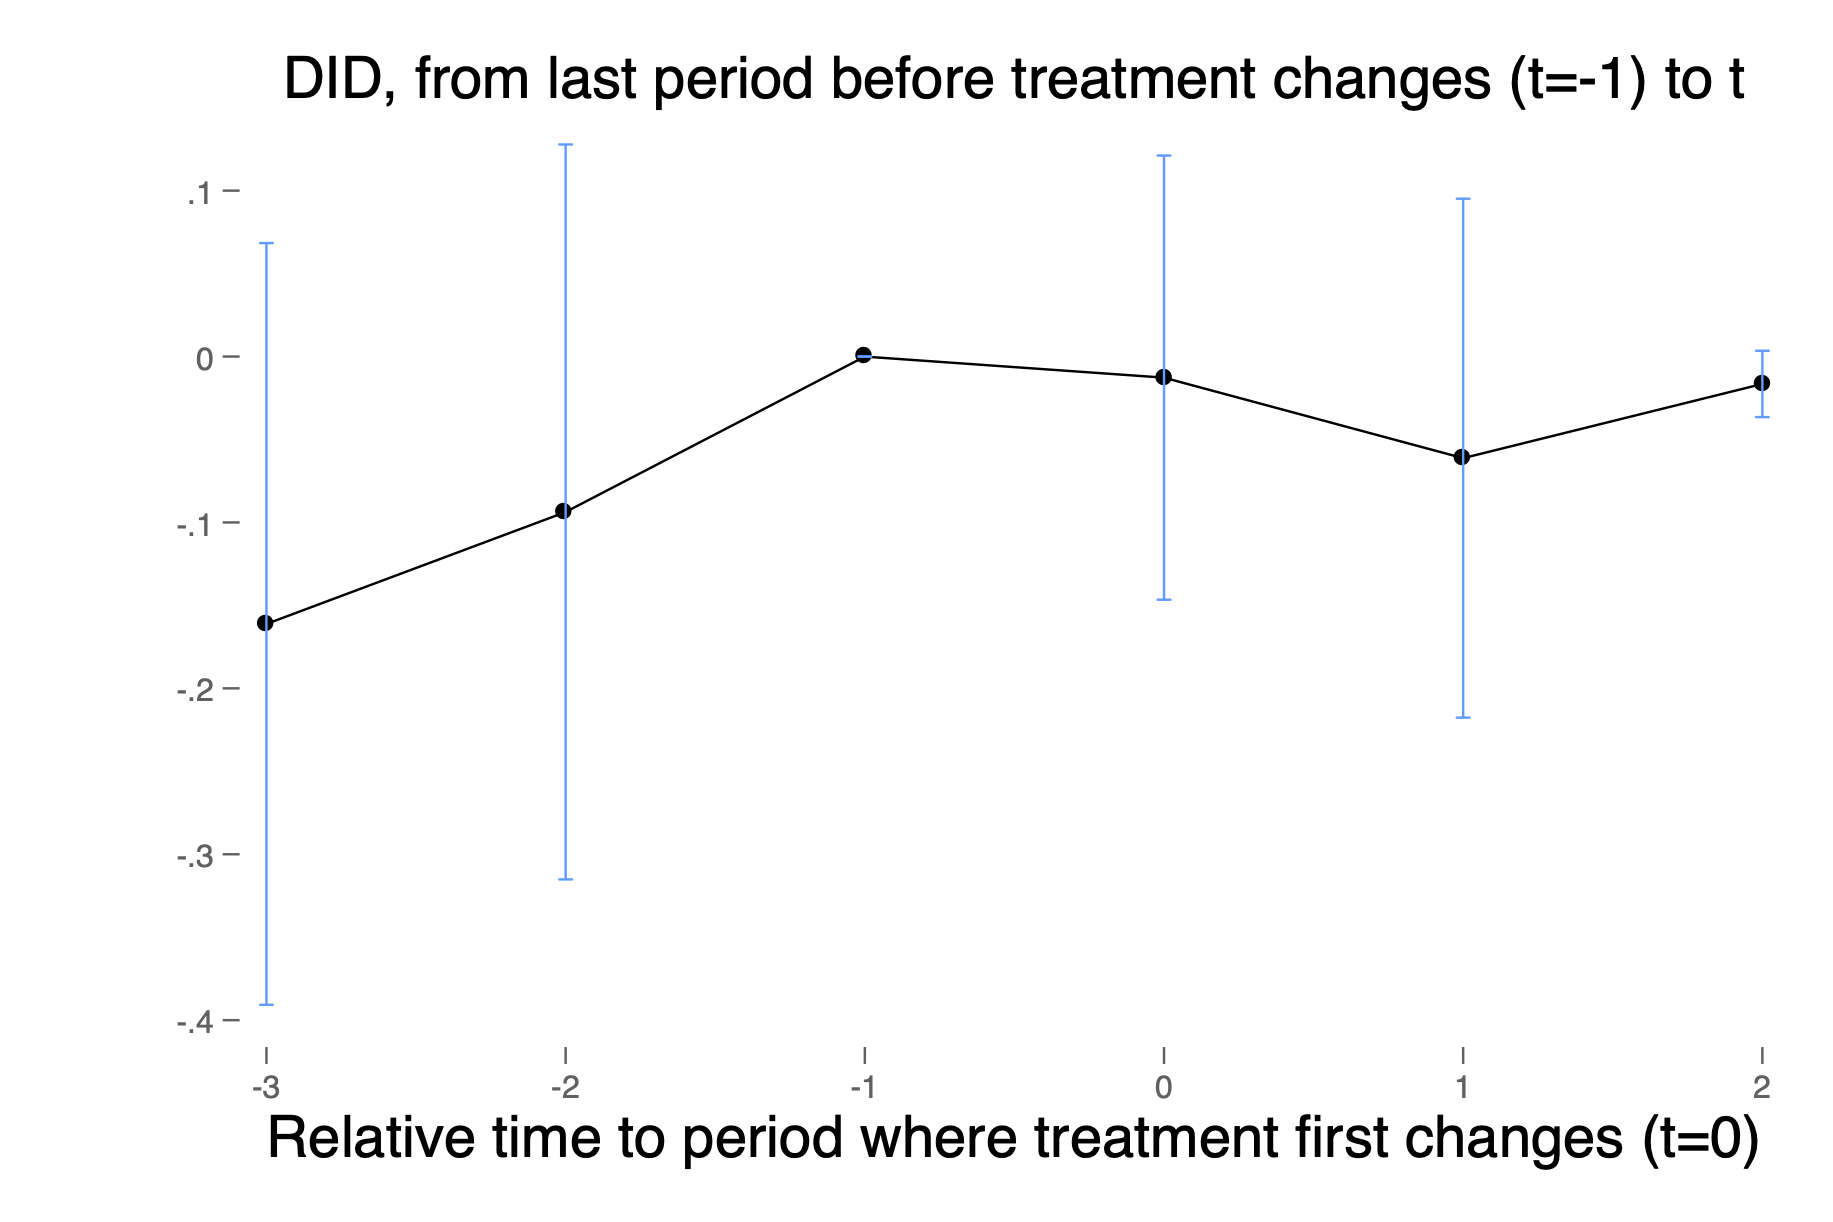 DID, from last period before treatment changes (t=-1) to t
.1
0
-.1
-.2
-.3
-.4
-3 -2 -1 0 1 2
Relative time to period where treatment first changes (t=0)